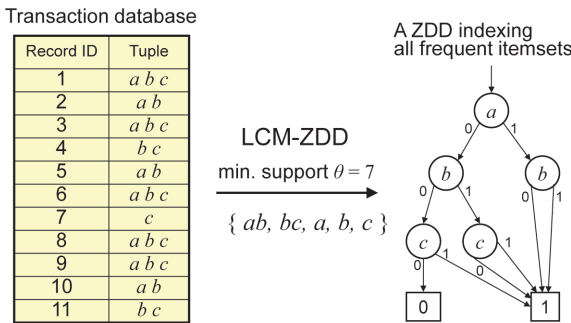 Transaction database
Record ID Tuple
1 a b c
2 a b
3 a b c
4 b c
5 a b
6 a b c
7 c
8 a b c
9 a b c
10 a b
11 b c
LCM-ZDD
min. support θ = 7
{ ab, bc, a, b, c }
A ZDD indexing
all frequent itemsets
a
0 1
b b
0 1 0 1
c c
0 1 0 1
0 1